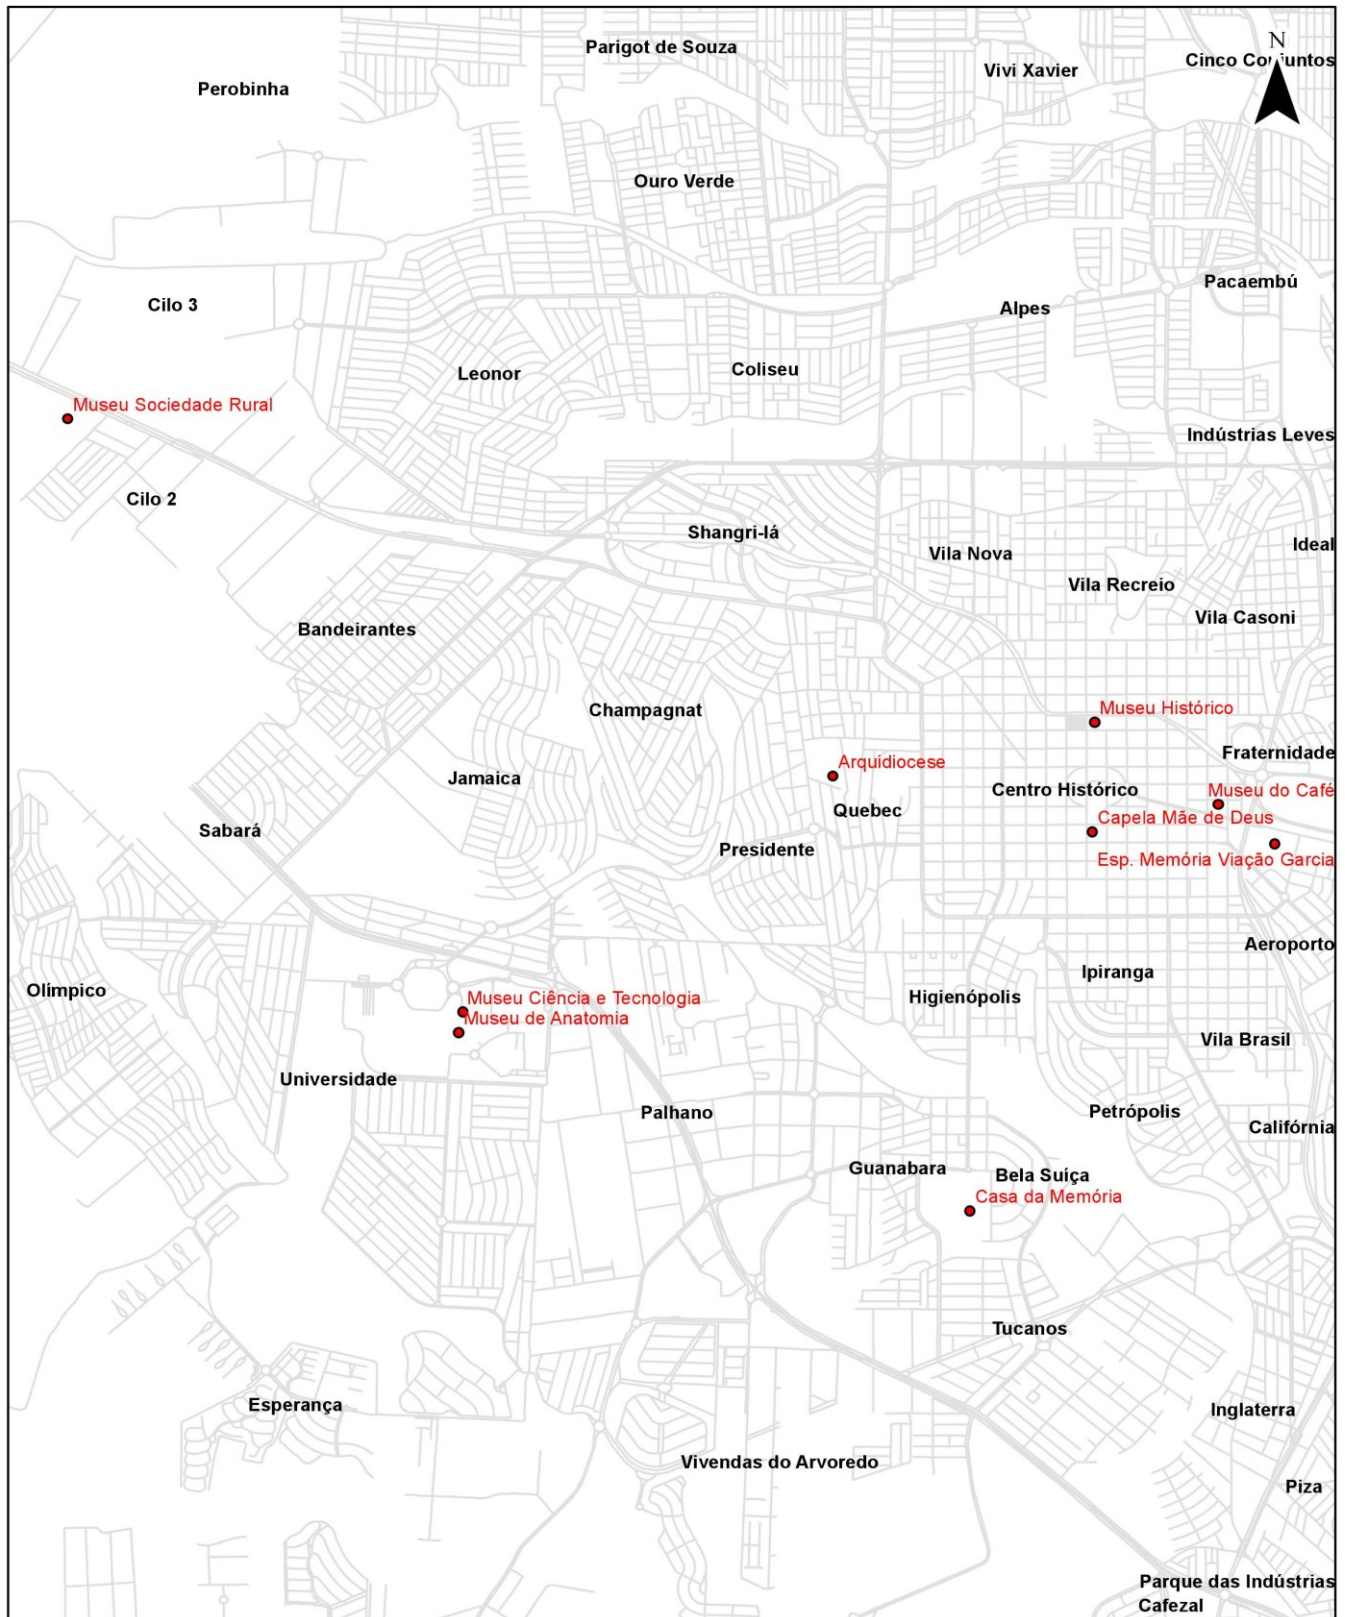 Parigot de Souza
N
Cinco Conjuntos
Vivi Xavier
Perobinha
Ouro Verde
Pacaembú
Cilo 3
Alpes
Coliseu
Leonor
Museu Sociedade Rural
Indústrias Leves
Cilo 2
Shangri-lá
Ideal
Vila Nova
Vila Recreio
Vila Casoni
Bandeirantes
Museu Histórico
Champagnat
Fraternidade
Arquidiocese
Jamaica
Centro Histórico
Museu do Café
Quebec
Capela Mãe de Deus
Sabará
Presidente
Esp. Memória Viação Garcia
Aeroporto
Ipiranga
Olímpico
Higienópolis
Museu Ciência e Tecnologia
Museu de Anatomia
Vila Brasil
Universidade
Palhano
Petrópolis
Califórnia
Guanabara
Bela Suíça
Casa da Memória
Tucanos
Esperança
Inglaterra
Vivendas do Arvoredo
Piza
Parque das Indústrias
Cafezal